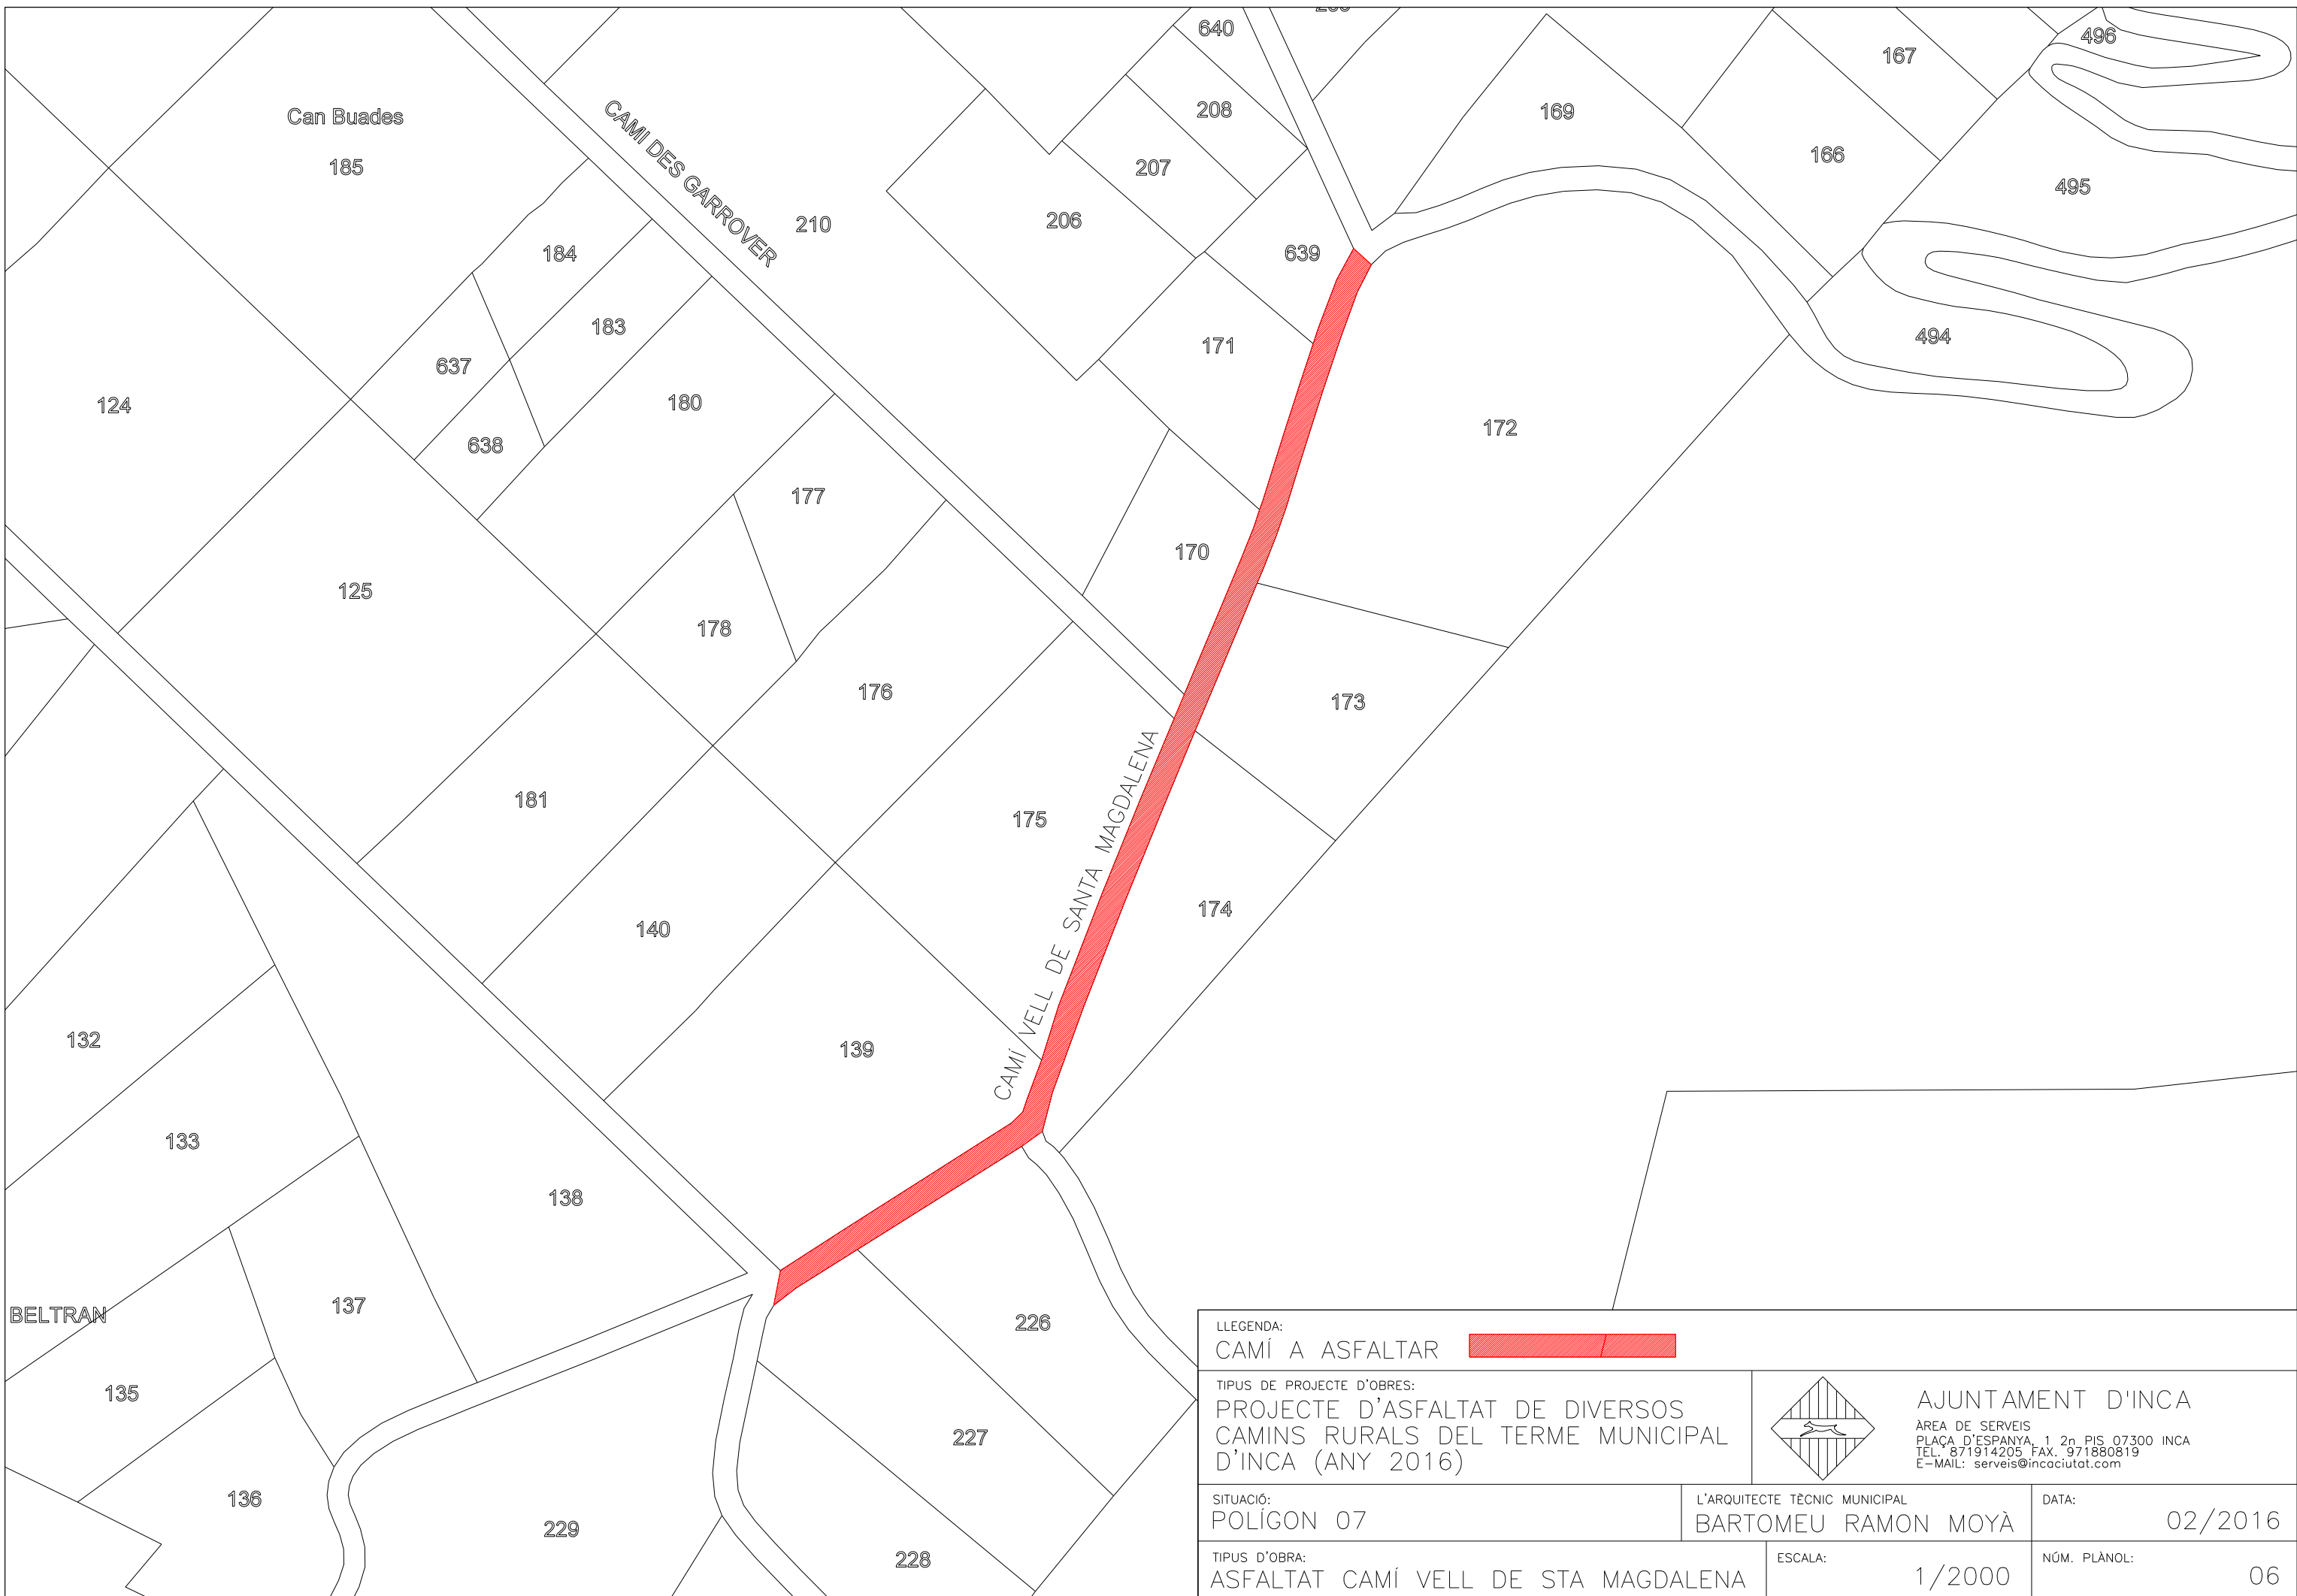 640
496
167
208
169
Can Buades
CAMI DES GARROVER
166
185
207
495
210
206
184
639
183
494
171
637
124
180
172
638
177
170
125
178
176
173
CAMÍ VELL DE SANTA MAGDALENA
181
175
174
140
132
139
133
138
137
BELTRAN
226
135
227
136
229
228
LLEGENDA:
CAMÍ A ASFALTAR
TIPUS DE PROJECTE D'OBRES:
PROJECTE D'ASFALTAT DE DIVERSOS
CAMINS RURALS DEL TERME MUNICIPAL
D'INCA (ANY 2016)
AJUNTAMENT D'INCA
ÀREA DE SERVEIS
PLAÇA D'ESPANYA, 1 2n PIS 07300 INCA
TEL. 871914205 FAX. 971880819
E-MAIL: serveis@incaciutat.com
SITUACIÓ:
POLÍGON 07
L'ARQUITECTE TÈCNIC MUNICIPAL
BARTOMEU RAMON MOYÀ
DATA:
02/2016
TIPUS D'OBRA:
ASFALTAT CAMÍ VELL DE STA MAGDALENA
ESCALA:
1/2000
NÚM. PLÀNOL:
06